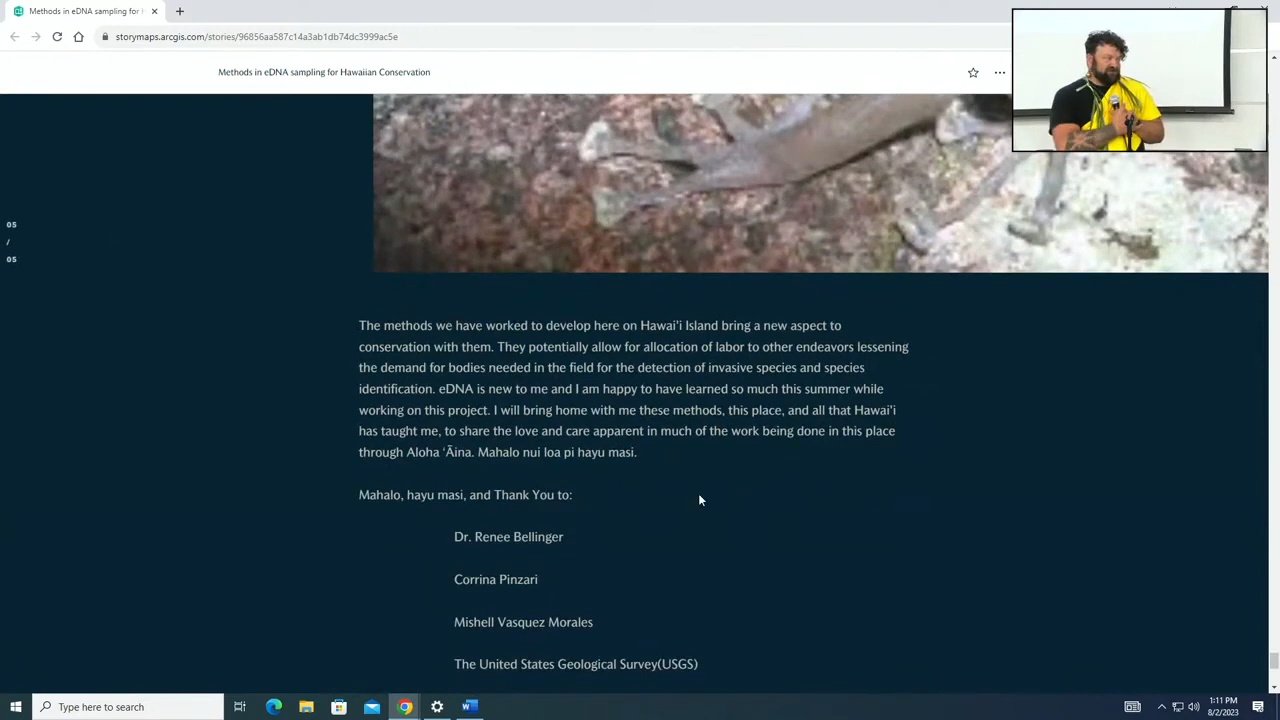 Methods in eDNA sampling for H
storymaps.arcgis.com/stories/96856aa587c14a3ab1db74dc3999ac5e
Methods in eDNA sampling for Hawaiian Conservation
05
/
05
The methods we have worked to develop here on Hawai'i Island bring a new aspect to
conservation with them. They potentially allow for allocation of labor to other endeavors lessening
the demand for bodies needed in the field for the detection of invasive species and species
identification. eDNA is new to me and I am happy to have learned so much this summer while
working on this project. I will bring home with me these methods, this place, and all that Hawai'i
has taught me, to share the love and care apparent in much of the work being done in this place
through Aloha ʻĀina. Mahalo nui loa pi hayu masi.
Mahalo, hayu masi, and Thank You to:
Dr. Renee Bellinger
Corrina Pinzari
Mishell Vasquez Morales
The United States Geological Survey(USGS)
Type here to search
1:11 PM
8/2/2023